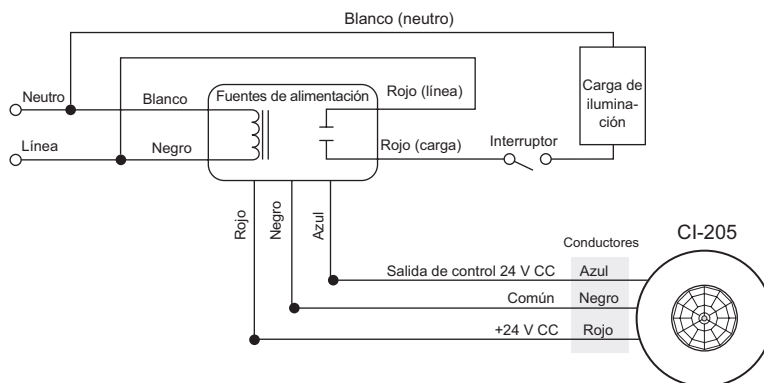 Blanco (neutro)
Neutro
Blanco
Fuentes de alimentación
Rojo (línea)
Carga de
ilumina-
ción
Línea
Negro
Rojo (carga)
Interruptor
Rojo
Negro
Azul
Conductores
CI-205
Salida de control 24 V CC
Azul
Común
Negro
+24 V CC
Rojo